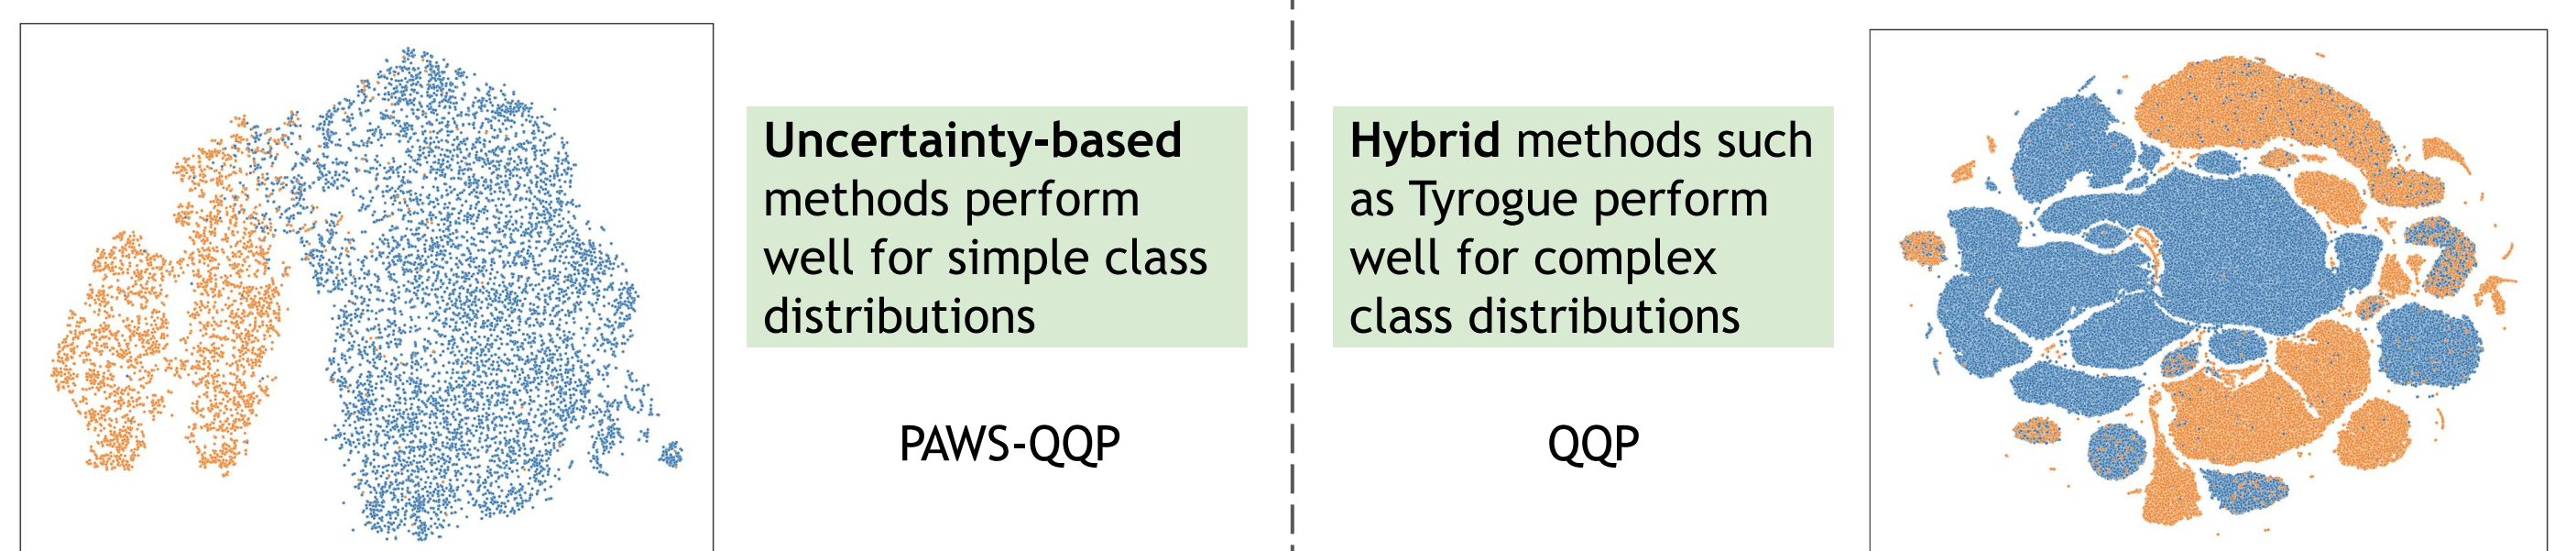 Uncertainty-based
methods perform
well for simple class
distributions
PAWS-QQP
Hybrid methods such
as Tyrogue perform
well for complex
class distributions
QQP